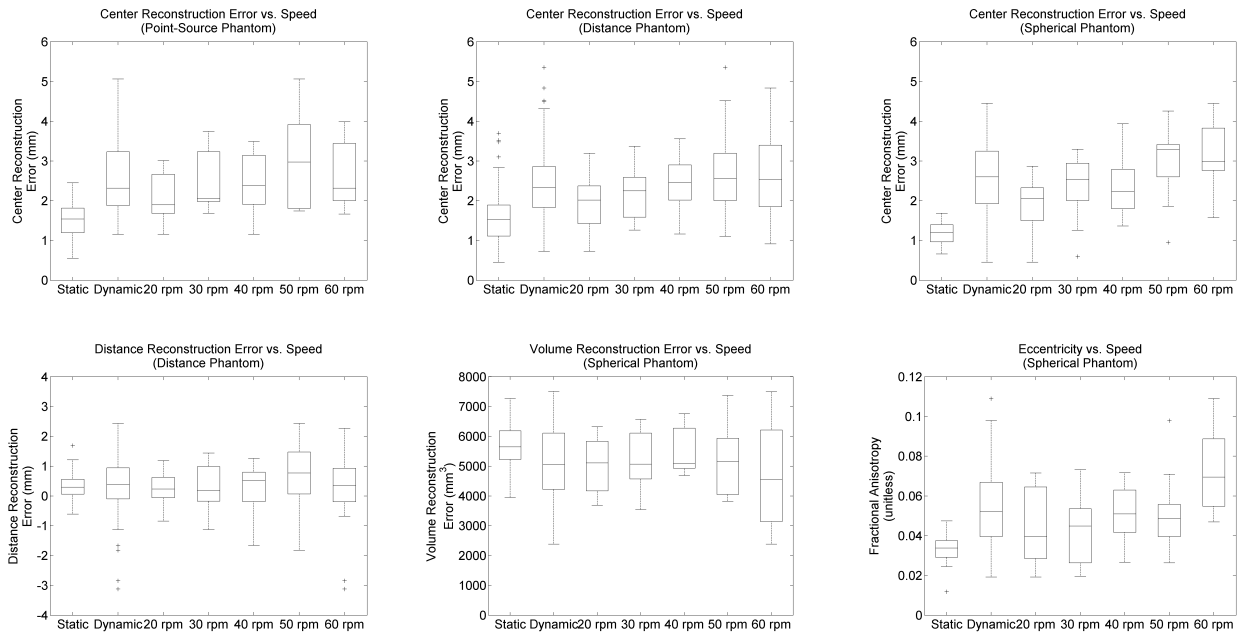 Center Reconstruction Error vs. Speed
(Point-Source Phantom)
Center Reconstruction
Error (mm)
6
5
4
3
2
1
0
Static Dynamic 20 rpm 30 rpm 40 rpm 50 rpm 60 rpm
Center Reconstruction Error vs. Speed
(Distance Phantom)
Center Reconstruction
Error (mm)
6
5
4
3
2
1
0
Static Dynamic 20 rpm 30 rpm 40 rpm 50 rpm 60 rpm
Center Reconstruction Error vs. Speed
(Spherical Phantom)
Center Reconstruction
Error (mm)
6
5
4
3
2
1
0
Static Dynamic 20 rpm 30 rpm 40 rpm 50 rpm 60 rpm
Distance Reconstruction Error vs. Speed
(Distance Phantom)
Distance Reconstruction
Error (mm)
4
3
2
1
0
-1
-2
-3
-4
Static Dynamic 20 rpm 30 rpm 40 rpm 50 rpm 60 rpm
Volume Reconstruction Error vs. Speed
(Spherical Phantom)
Volume Reconstruction
Error (mm³)
8000
7000
6000
5000
4000
3000
2000
1000
0
Static Dynamic 20 rpm 30 rpm 40 rpm 50 rpm 60 rpm
Eccentricity vs. Speed
(Spherical Phantom)
Fractional Anisotropy
(unitless)
0.12
0.1
0.08
0.06
0.04
0.02
0
Static Dynamic 20 rpm 30 rpm 40 rpm 50 rpm 60 rpm